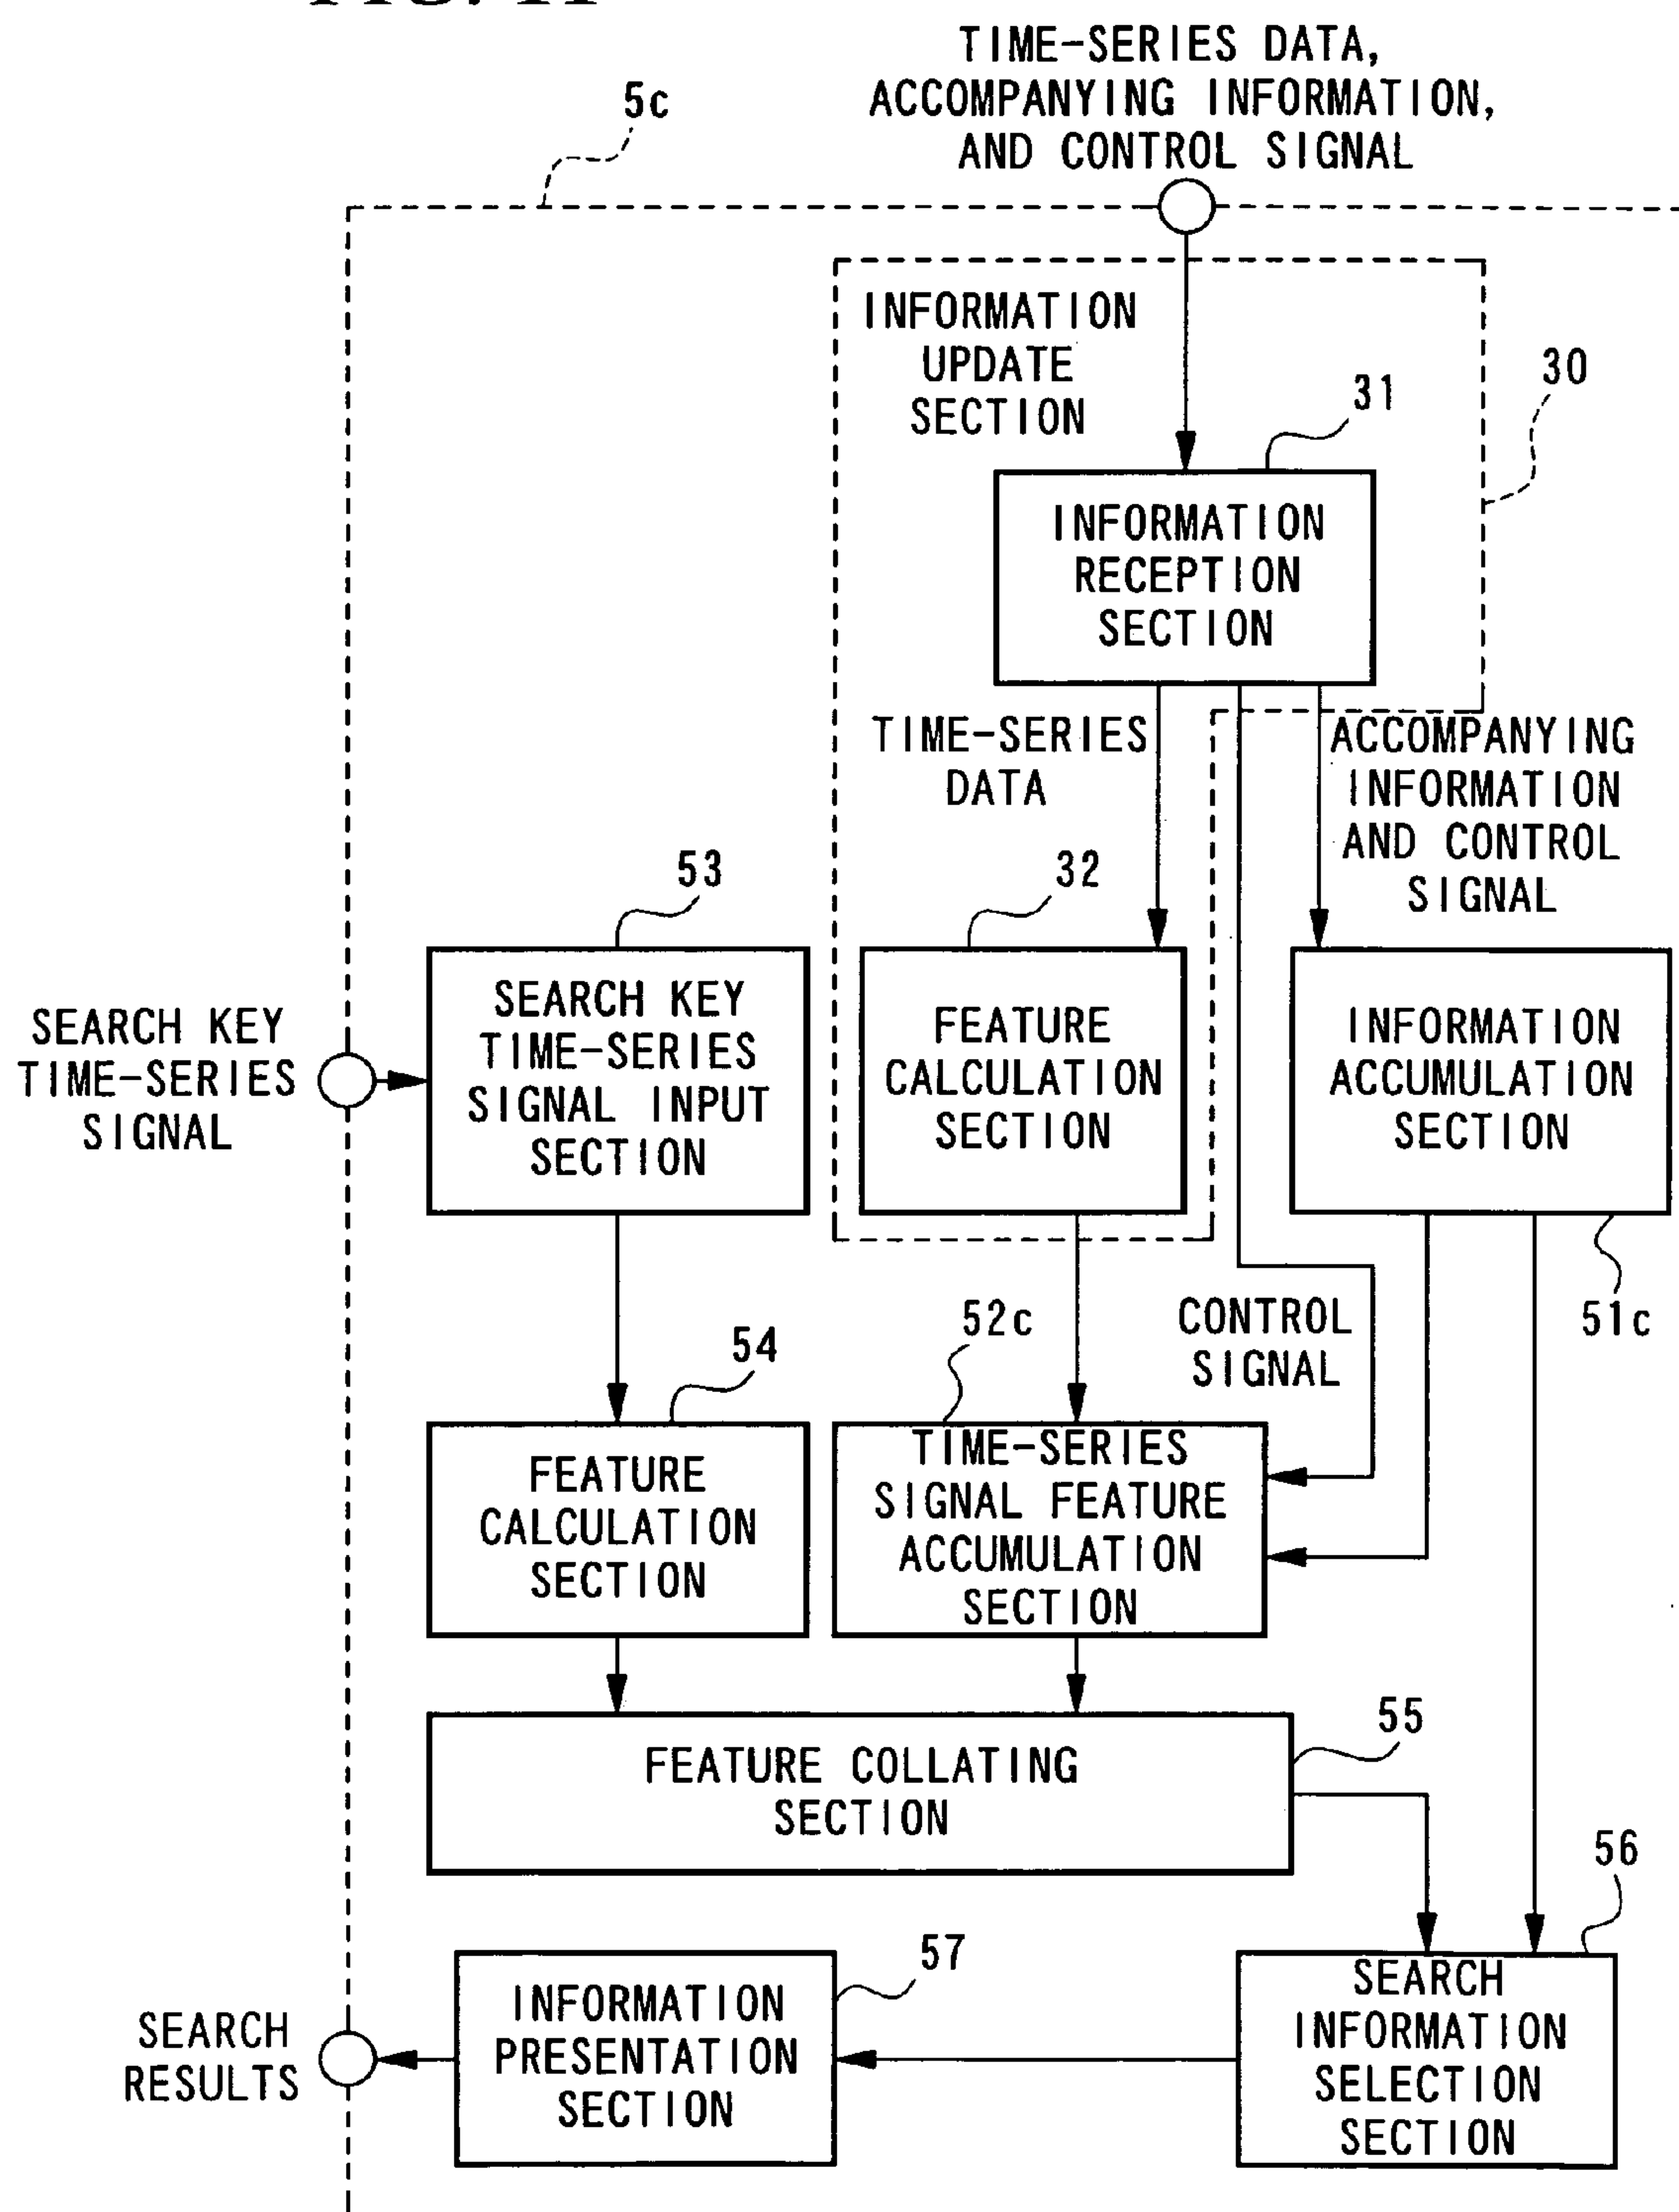 TIME-SERIES DATA,
ACCOMPANYING INFORMATION,
AND CONTROL SIGNAL
5c
INFORMATION
UPDATE
SECTION
30
31
INFORMATION
RECEPTION
SECTION
TIME-SERIES
DATA
ACCOMPANYING
INFORMATION
AND CONTROL
SIGNAL
53
32
SEARCH KEY
TIME-SERIES
SIGNAL
SEARCH KEY
TIME-SERIES
SIGNAL INPUT
SECTION
FEATURE
CALCULATION
SECTION
INFORMATION
ACCUMULATION
SECTION
51c
52c
CONTROL
SIGNAL
54
FEATURE
CALCULATION
SECTION
TIME-SERIES
SIGNAL FEATURE
ACCUMULATION
SECTION
55
FEATURE COLLATING
SECTION
56
57
SEARCH
RESULTS
INFORMATION
PRESENTATION
SECTION
SEARCH
INFORMATION
SELECTION
SECTION